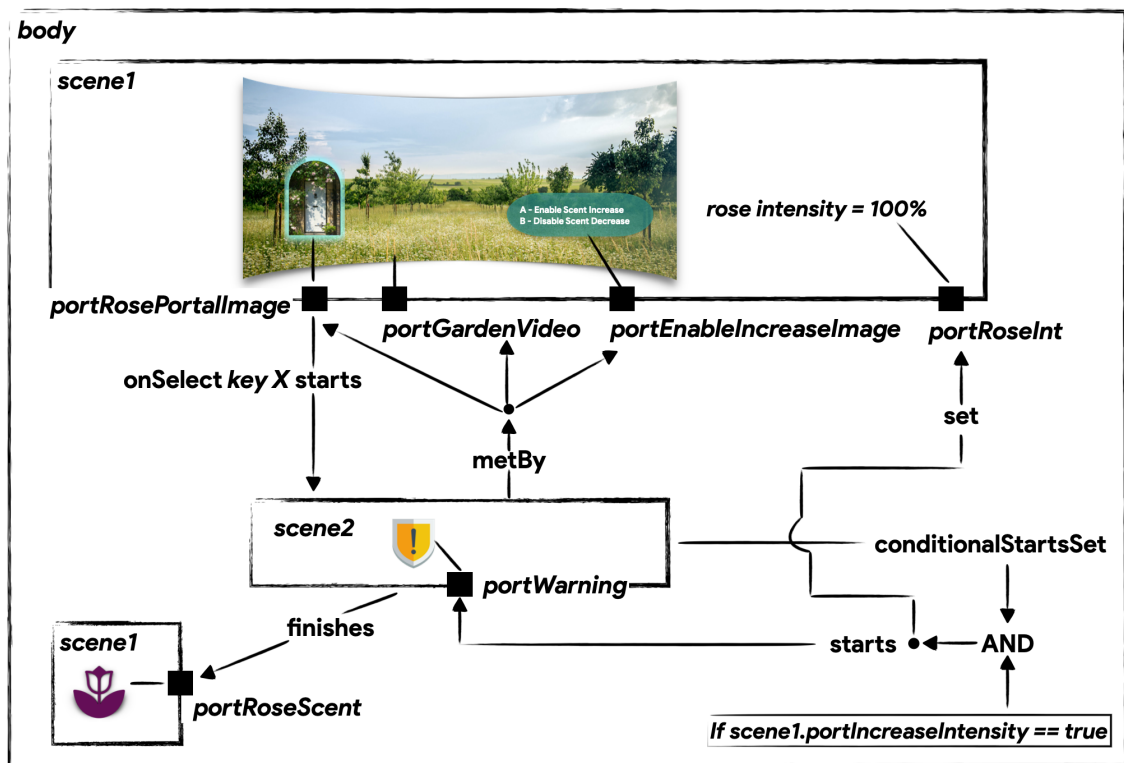 body
scene1
A - Enable Scent Increase
B - Disable Scent Decrease
rose intensity = 100%
portRosePortalImage
portGardenVideo
portEnableIncreaseImage
portRoseInt
onSelect key X starts
set
metBy
scene2
!
conditionalStartsSet
portWarning
finishes
starts
AND
scene1
portRoseScent
If scene1.portIncreaseIntensity == true